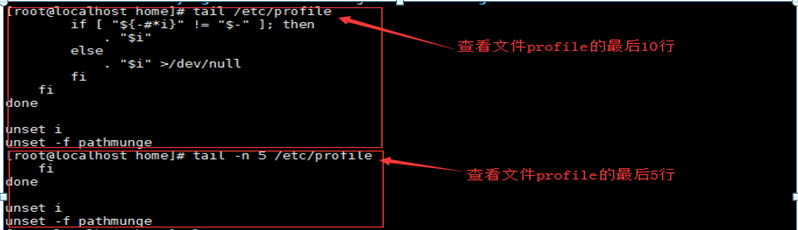 [root@localhost home]# tail /etc/profile
        if [ "${-#*i}" != "$-" ]; then
            . "$i"
        else
            . "$i" >/dev/null
        fi
    fi
done

unset i
unset -f pathmunge
查看文件profile的最后10行
[root@localhost home]# tail -n 5 /etc/profile
    fi
done

unset i
unset -f pathmunge
查看文件profile的最后5行